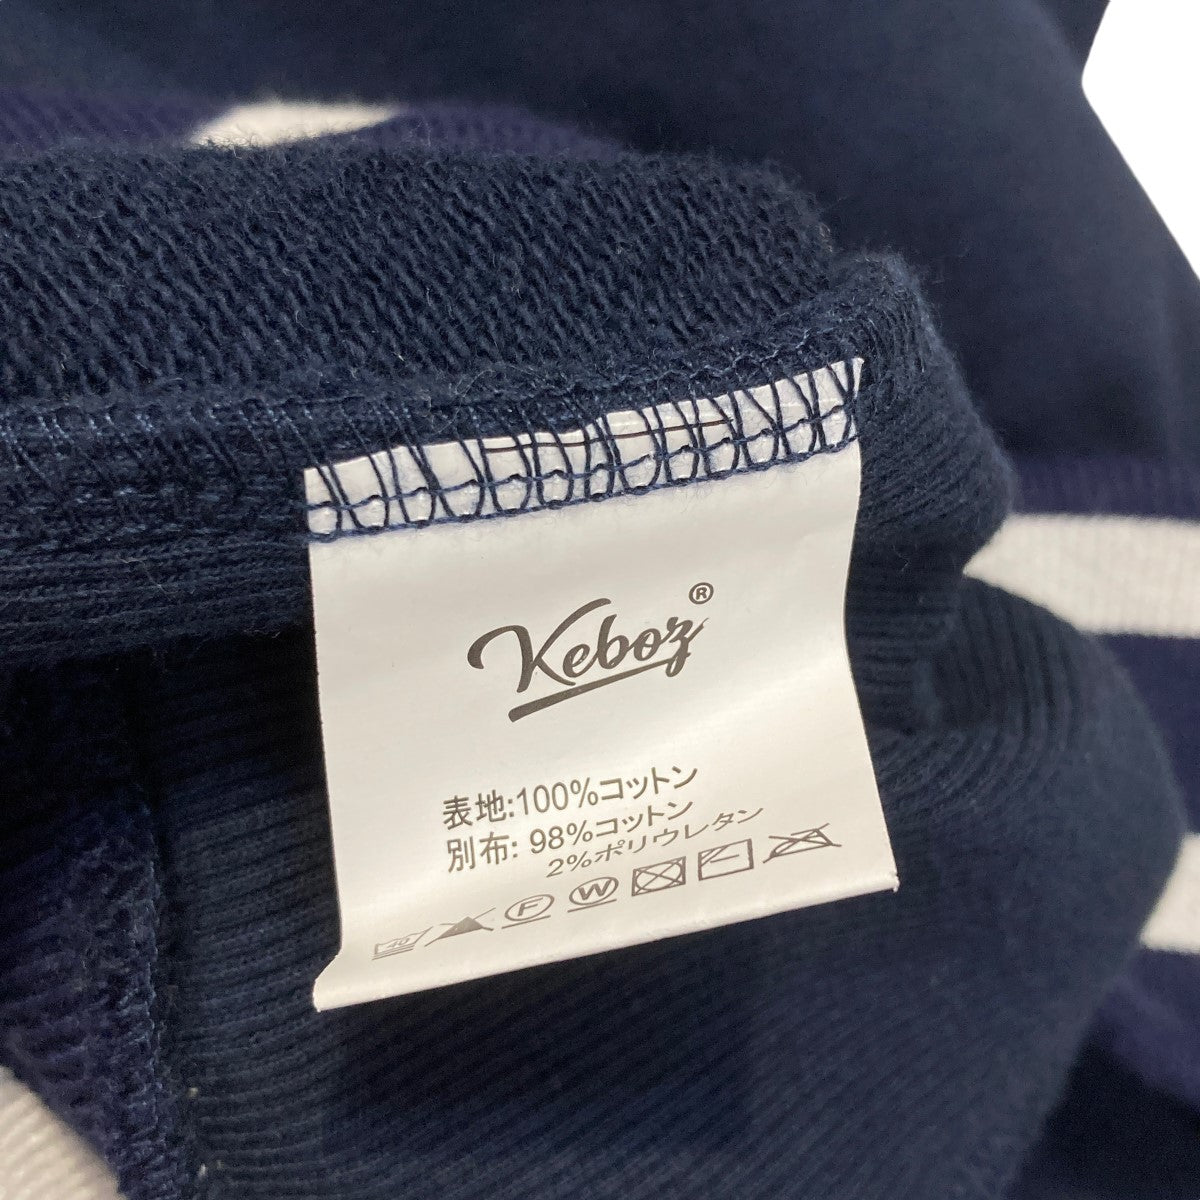 Keboz®
表地:100%コットン
別布: 98%コットン
2%ポリウレタン
40 F W